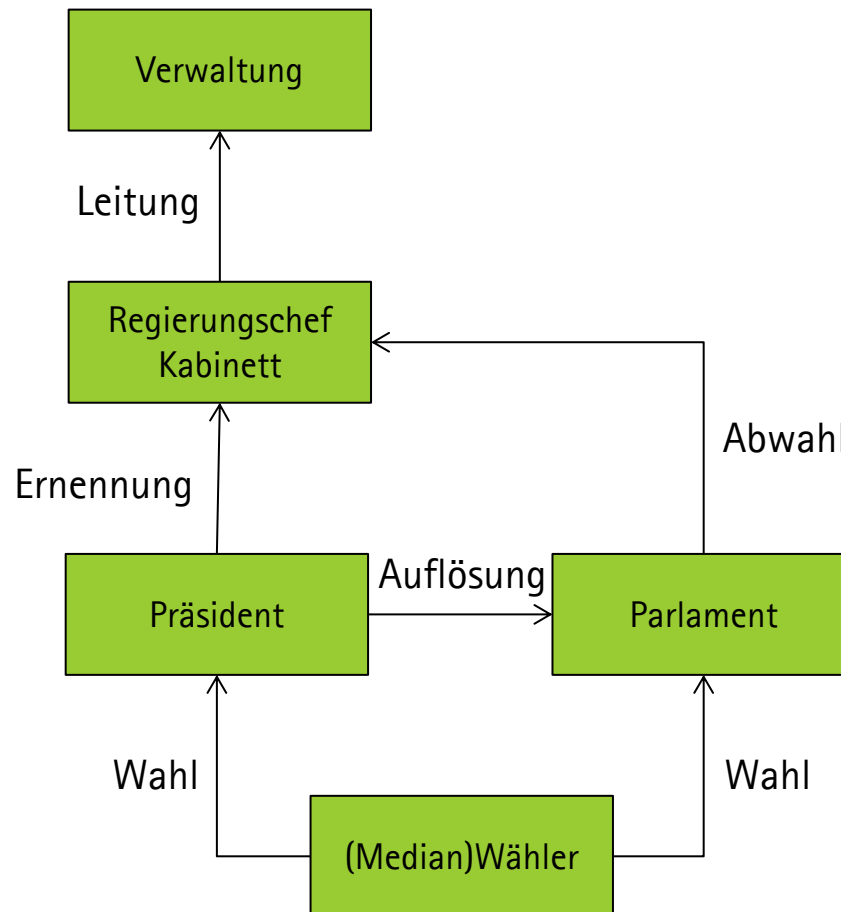 Verwaltung
Leitung
Regierungschef
Kabinett
Abwahl
Ernennung
Auflösung
Präsident
Parlament
Wahl
Wahl
(Median)Wähler